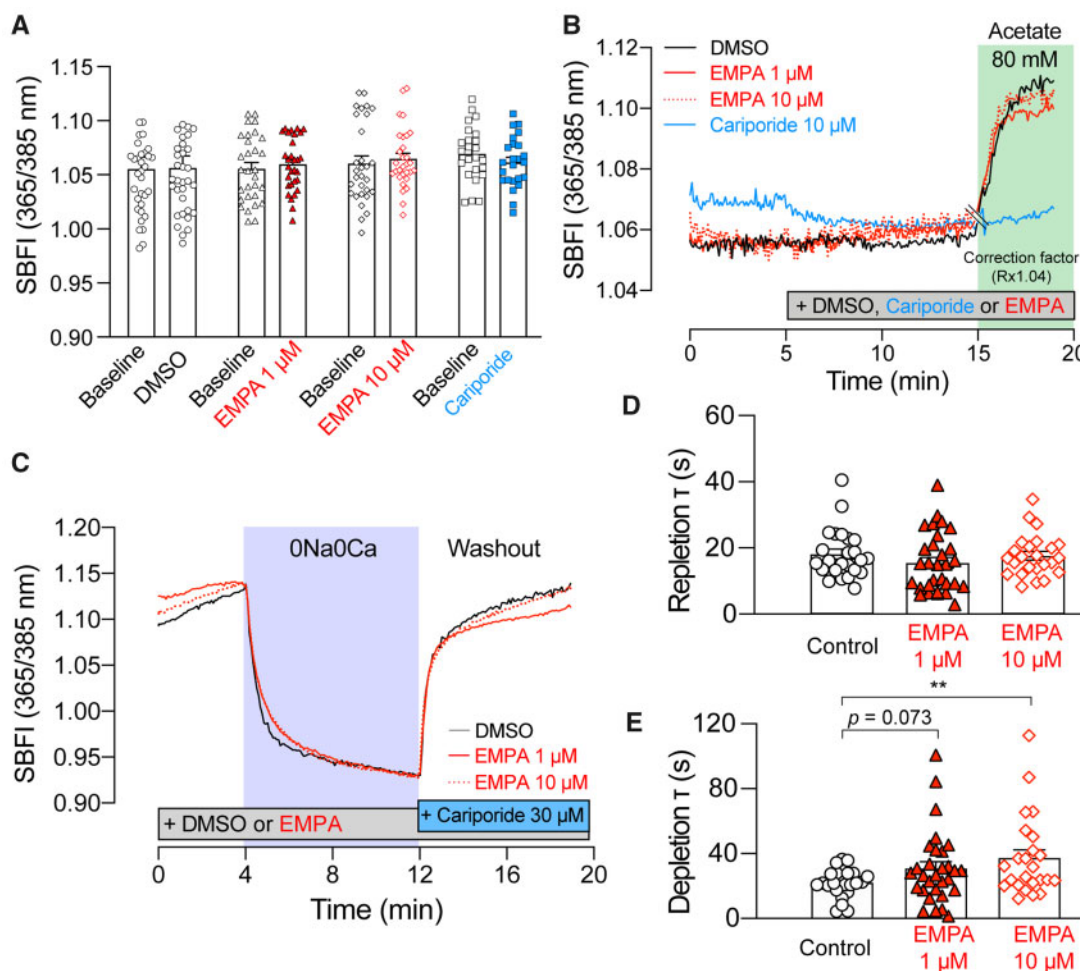 A
SBFI (365/385 nm)
1.15
1.10
1.05
1.00
0.95
0.90
Baseline
DMSO
Baseline
EMPA 1 µM
Baseline
EMPA 10 µM
Baseline
Cariporide
B
SBFI (365/385 nm)
1.12
1.10
1.08
1.06
1.04
DMSO
EMPA 1 µM
EMPA 10 µM
Cariporide 10 µM
Acetate
80 mM
Correction factor
(Rx1.04)
+ DMSO, Cariporide or EMPA
0 5 10 15 20
Time (min)
C
SBFI (365/385 nm)
1.20
1.15
1.10
1.05
1.00
0.95
0.90
0Na0Ca
Washout
DMSO
EMPA 1 µM
EMPA 10 µM
+ DMSO or EMPA
+ Cariporide 30 µM
0 4 8 12 16 20
Time (min)
D
Repletion τ (s)
60
40
20
0
Control
EMPA
1 µM
EMPA
10 µM
E
Depletion τ (s)
120
80
40
0
**
p = 0.073
Control
EMPA
1 µM
EMPA
10 µM